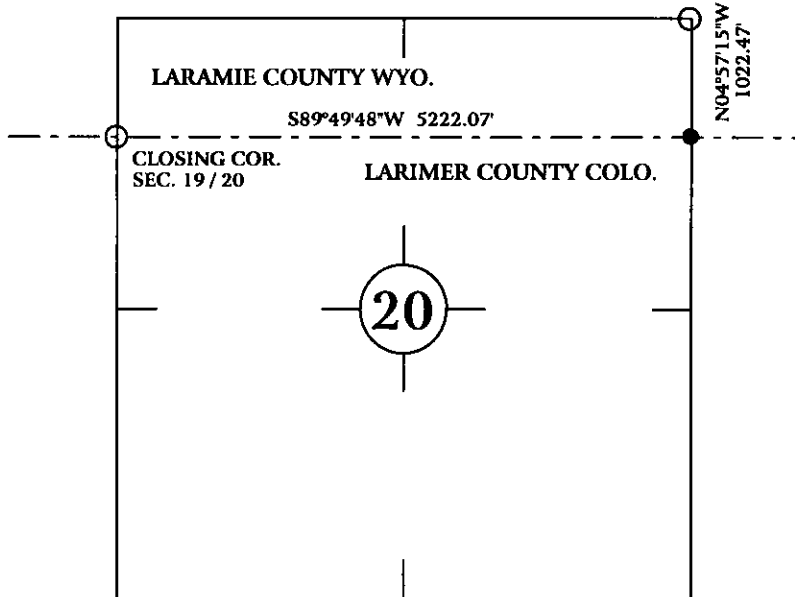 N04°57'15"W
1022.47'
LARAMIE COUNTY WYO.
S89°49'48"W 5222.07'
CLOSING COR.
SEC. 19 / 20
LARIMER COUNTY COLO.
20